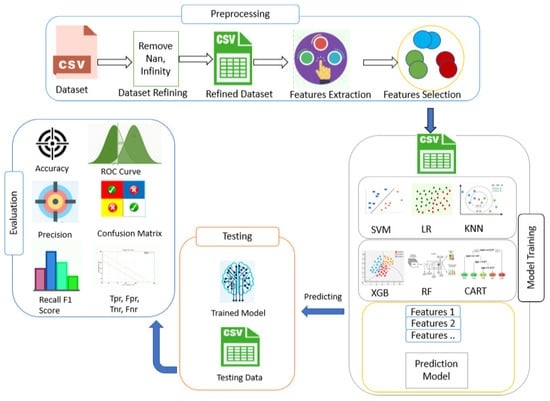 Preprocessing
CSV
Dataset
Remove
Nan,
Infinity
Dataset Refining
CSV
Refined Dataset
Features Extraction
Features Selection
Evaluation
Accuracy
ROC Curve
Precision
Confusion Matrix
Recall F1
Score
Tpr, Fpr,
Tnr, Fnr
Testing
Trained Model
CSV
Testing Data
Predicting
CSV
SVM
LR
KNN
XGB
RF
CART
Features 1
Features 2
Features ..
Prediction
Model
Model Training